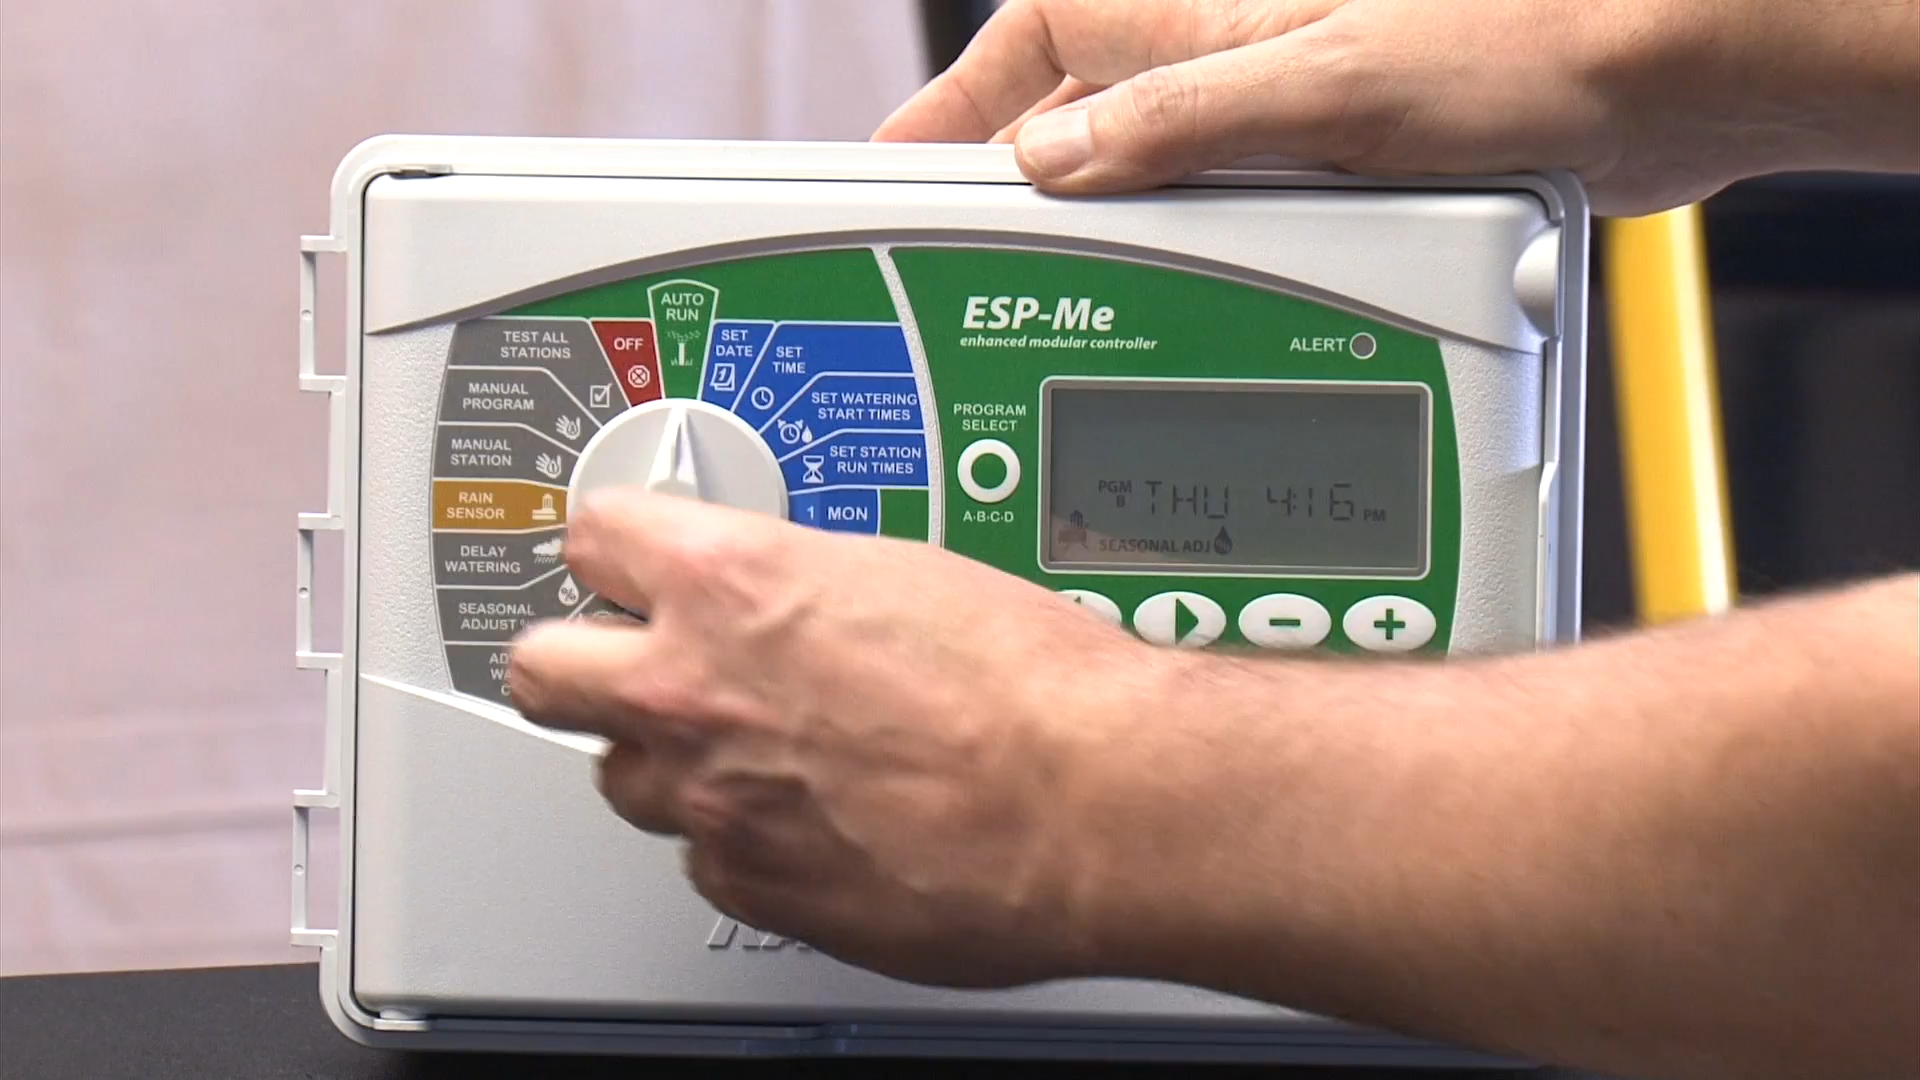 AUTO
RUN
OFF
TEST ALL
STATIONS
MANUAL
PROGRAM
MANUAL
STATION
RAIN
SENSOR
DELAY
WATERING
SEASONAL
ADJUST %
SET
DATE
1
SET
TIME
SET WATERING
START TIMES
SET STATION
RUN TIMES
1 MON
ESP-Me
enhanced modular controller
ALERT
PROGRAM
SELECT
A·B·C·D
PGM
B
THU 4:16 PM
SEASONAL ADJ %
− +